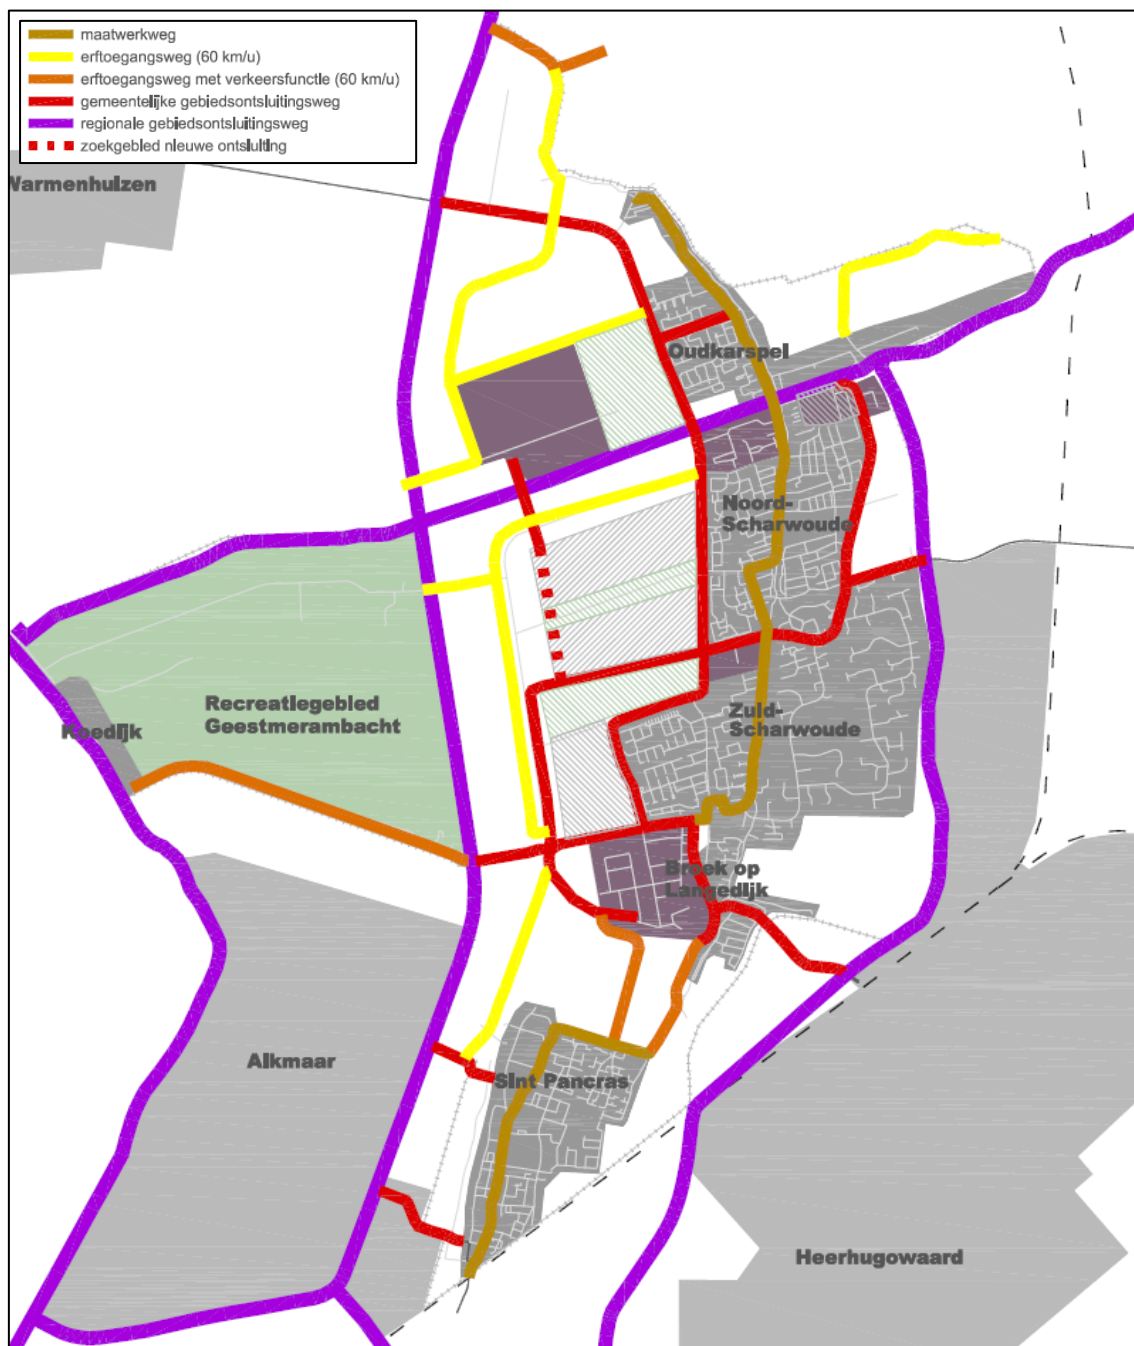 maatwerkweg
erftoegangsweg (60 km/u)
erftoegangsweg met verkeersfunctie (60 km/u)
gemeentelijke gebiedsontsluitingsweg
regionale gebiedsontsluitingsweg
zoekgebied nieuwe ontsluiting
Warmenhuizen
Oudkarspel
Noord-
Scharwoude
Recreatiegebied
Geestmerambacht
Koedijk
Zuid-
Scharwoude
Broek op
Langedijk
Alkmaar
Sint Pancras
Heerhugowaard